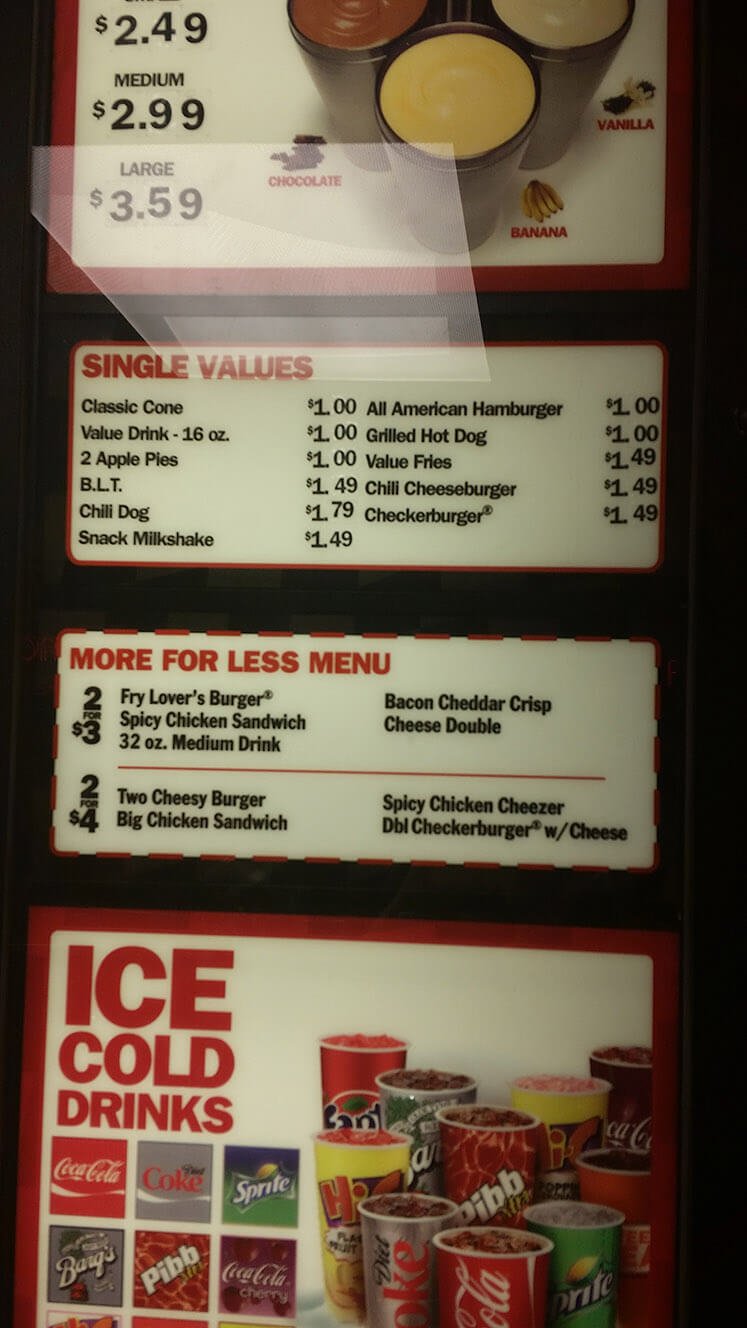 $2.49
MEDIUM
$2.99
LARGE
$3.59
VANILLA
CHOCOLATE
BANANA
SINGLE VALUES
Classic Cone $1.00 All American Hamburger $1.00
Value Drink - 16 oz. $1.00 Grilled Hot Dog $1.00
2 Apple Pies $1.00 Value Fries $1.49
B.L.T. $1.49 Chili Cheeseburger $1.49
Chili Dog $1.79 Checkerburger® $1.49
Snack Milkshake $1.49
MORE FOR LESS MENU
2 FOR $3
Fry Lover's Burger® Bacon Cheddar Crisp
Spicy Chicken Sandwich Cheese Double
32 oz. Medium Drink
2 FOR $4
Two Cheesy Burger Spicy Chicken Cheezer
Big Chicken Sandwich Dbl Checkerburger® w/Cheese
ICE
COLD
DRINKS
Coca-Cola Diet Coke Sprite
Barq's Pibb Xtra Coca-Cola cherry
Fant
Hi-C
Pibb
Diet
oke
Cola
prite